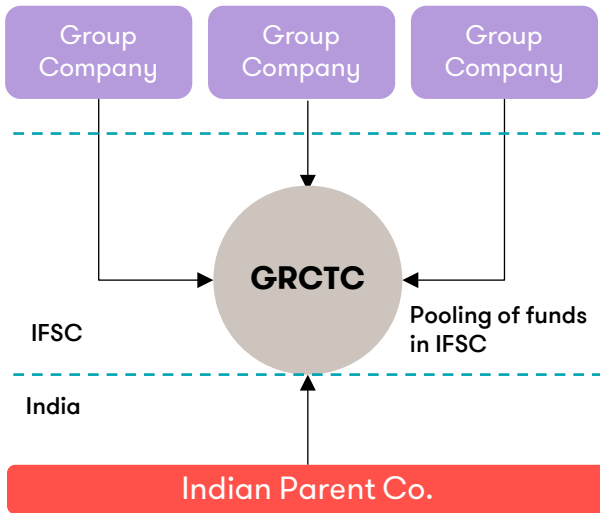 Group
Company
Group
Company
Group
Company
GRCTC
Pooling of funds
in IFSC
IFSC
India
Indian Parent Co.